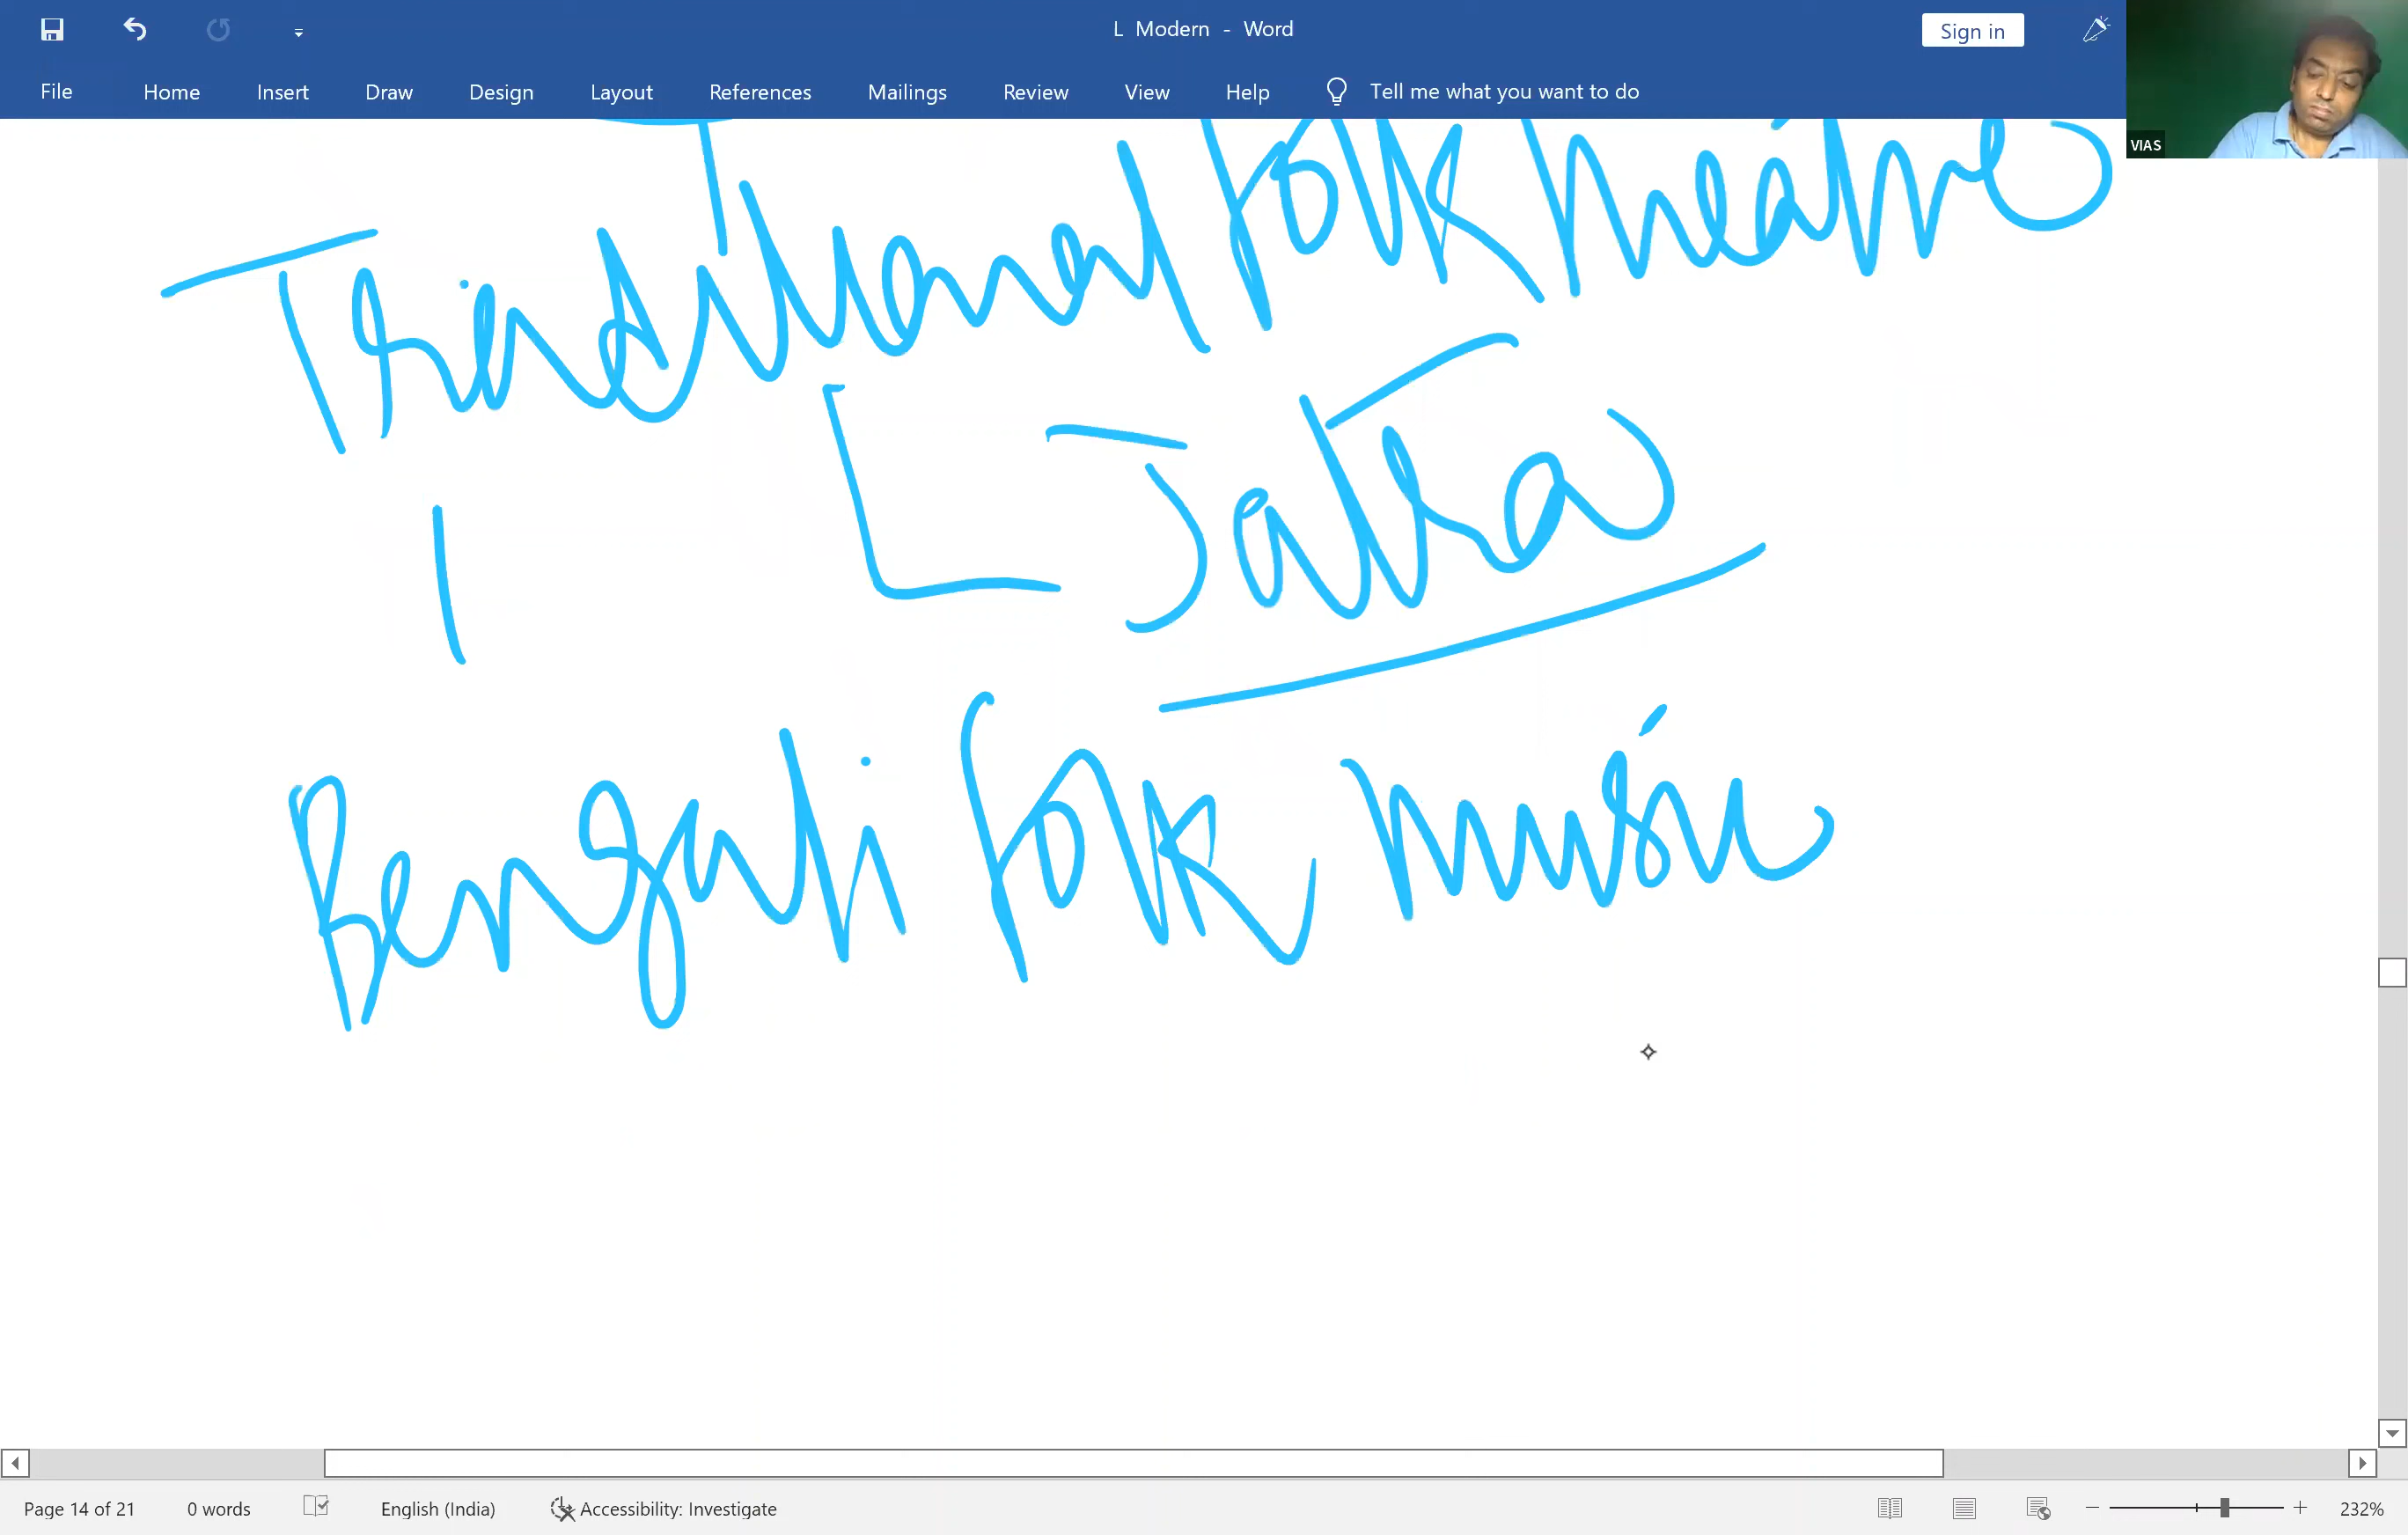 L Modern - Word
Sign in
File Home Insert Draw Design Layout References Mailings Review View Help Tell me what you want to do
VIAS
Traditional Folk theatre
Jatra
Bengali Folk music
Page 14 of 21 0 words English (India) Accessibility: Investigate 232%